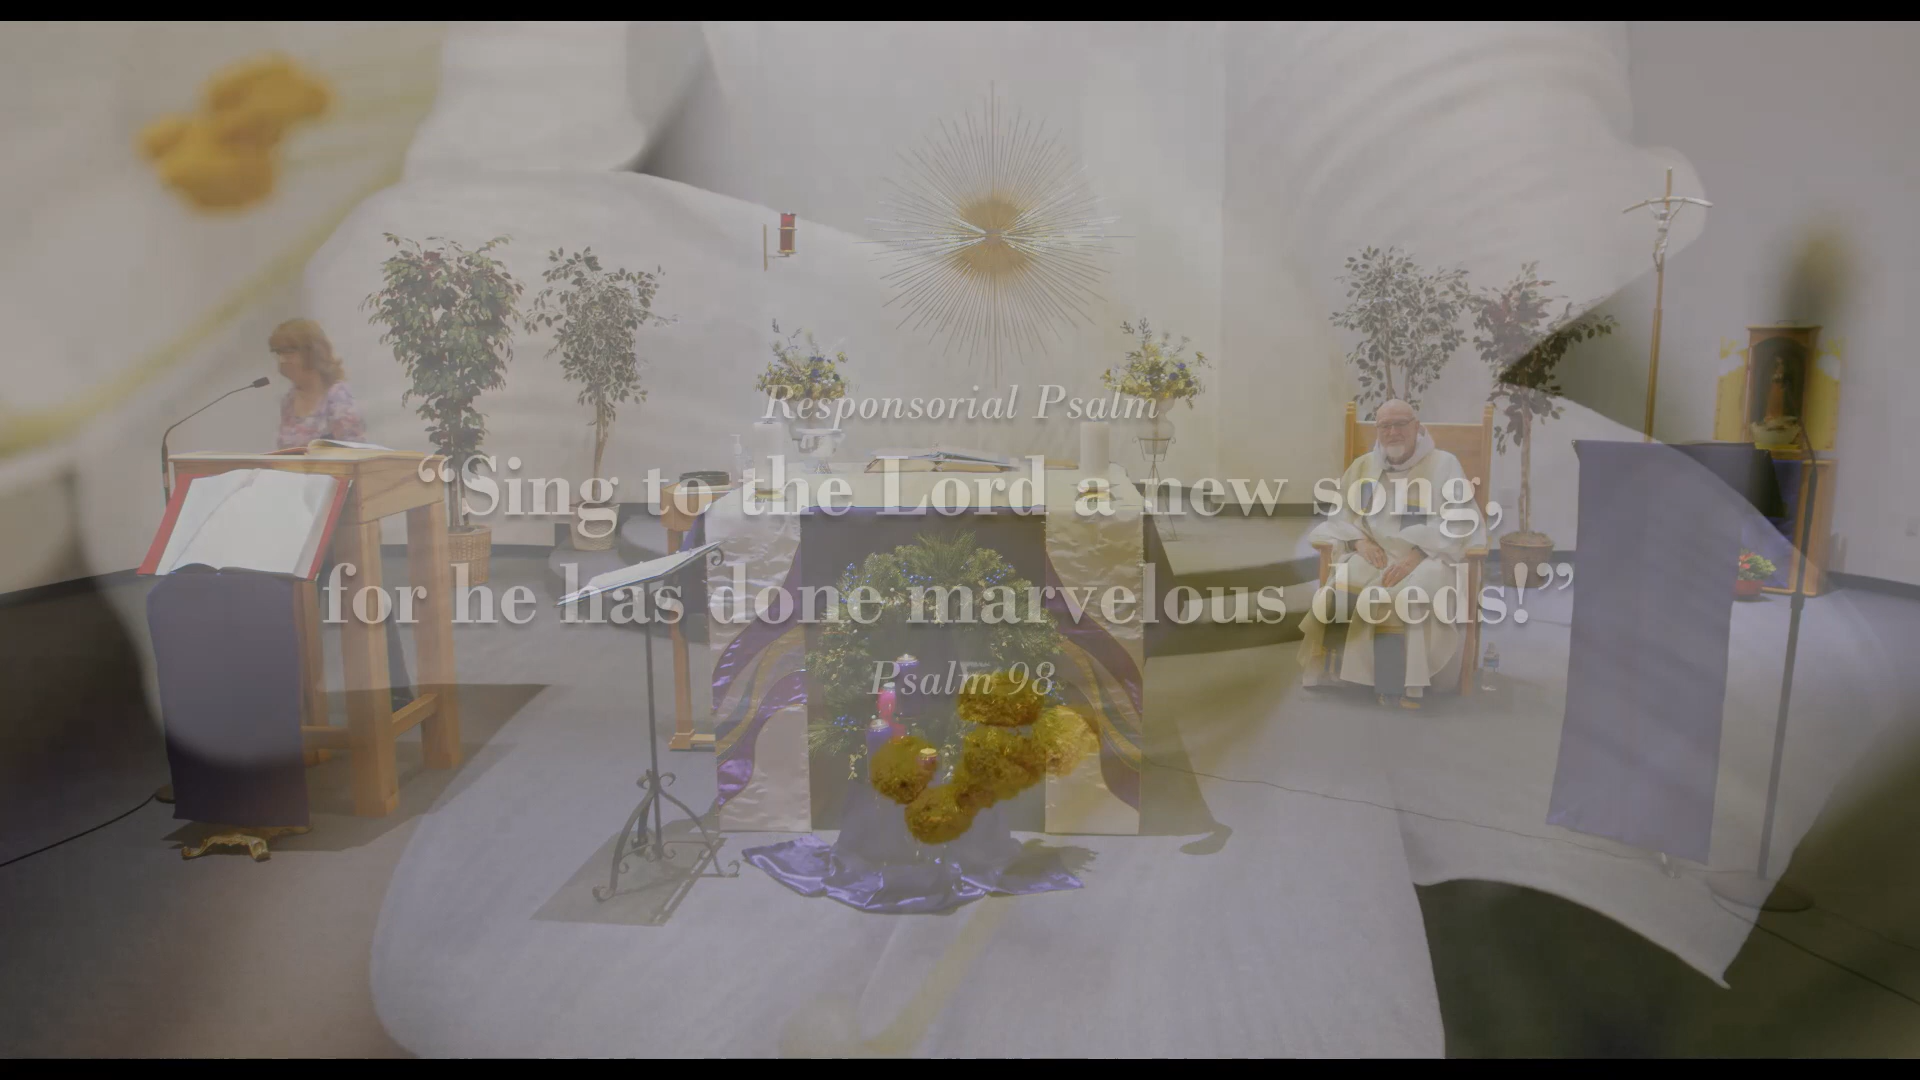 Responsorial Psalm
“Sing to the Lord a new song,
for he has done marvelous deeds!”
Psalm 98